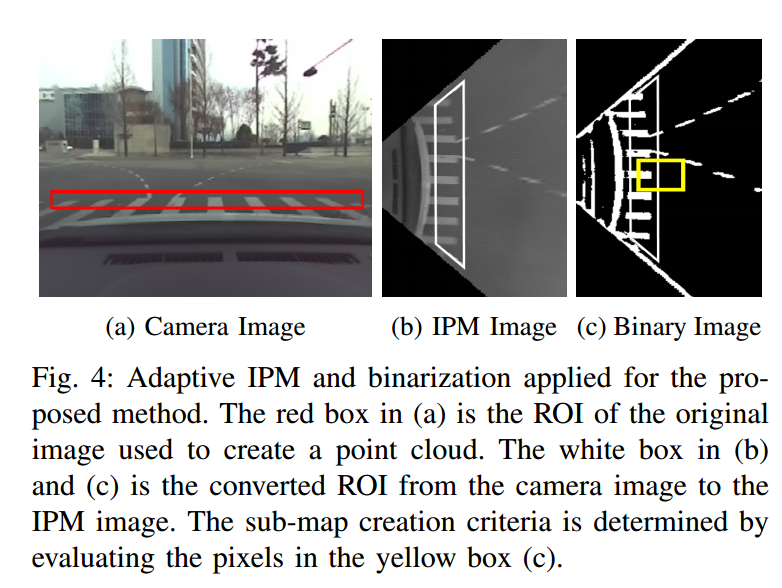 (a) Camera Image
(b) IPM Image
(c) Binary Image
Fig. 4: Adaptive IPM and binarization applied for the pro-
posed method. The red box in (a) is the ROI of the original
image used to create a point cloud. The white box in (b)
and (c) is the converted ROI from the camera image to the
IPM image. The sub-map creation criteria is determined by
evaluating the pixels in the yellow box (c).